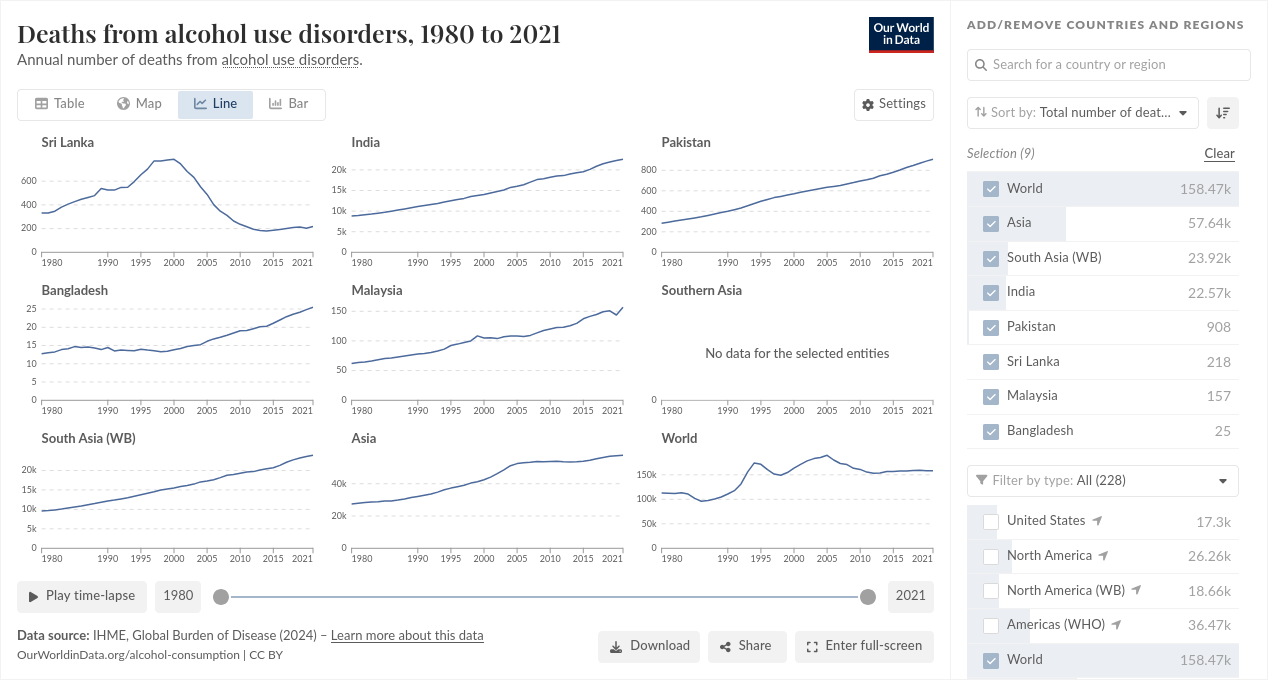 Deaths from alcohol use disorders, 1980 to 2021
Annual number of deaths from alcohol use disorders.
Our World
in Data
Table
Map
Line
Bar
Settings
Sri Lanka
600
400
200
0
1980 1990 1995 2000 2005 2010 2015 2021
India
20k
15k
10k
5k
0
1980 1990 1995 2000 2005 2010 2015 2021
Pakistan
800
600
400
200
0
1980 1990 1995 2000 2005 2010 2015 2021
Bangladesh
25
20
15
10
5
0
1980 1990 1995 2000 2005 2010 2015 2021
Malaysia
150
100
50
0
1980 1990 1995 2000 2005 2010 2015 2021
Southern Asia
No data for the selected entities
0
1980 1990 1995 2000 2005 2010 2015 2021
South Asia (WB)
20k
15k
10k
5k
0
1980 1990 1995 2000 2005 2010 2015 2021
Asia
40k
20k
0
1980 1990 1995 2000 2005 2010 2015 2021
World
150k
100k
50k
0
1980 1990 1995 2000 2005 2010 2015 2021
Play time-lapse
1980
2021
Data source: IHME, Global Burden of Disease (2024) – Learn more about this data
OurWorldinData.org/alcohol-consumption | CC BY
Download
Share
Enter full-screen
ADD/REMOVE COUNTRIES AND REGIONS
Search for a country or region
Sort by: Total number of deat...
Selection (9)
Clear
World 158.47k
Asia 57.64k
South Asia (WB) 23.92k
India 22.57k
Pakistan 908
Sri Lanka 218
Malaysia 157
Bangladesh 25
Filter by type: All (228)
United States 17.3k
North America 26.26k
North America (WB) 18.66k
Americas (WHO) 36.47k
World 158.47k